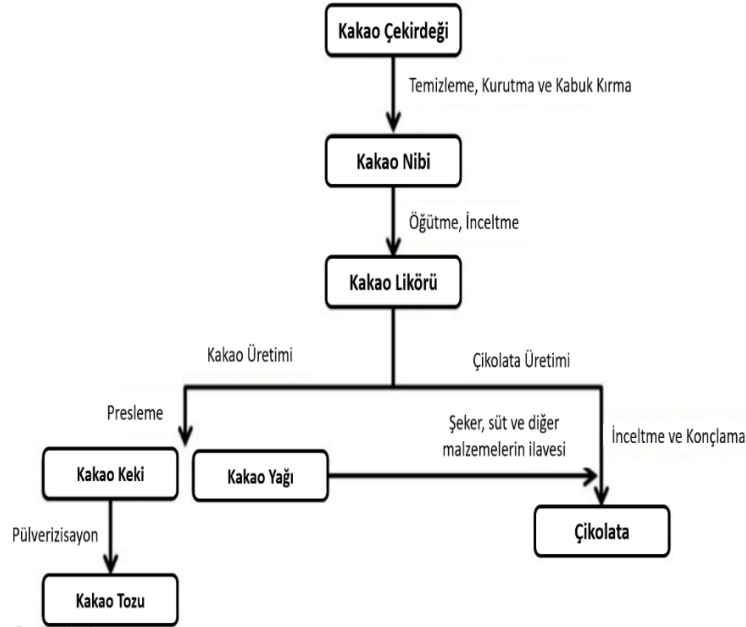 Kakao Çekirdeği
Temizleme, Kurutma ve Kabuk Kırma
Kakao Nibi
Öğütme, İnceltme
Kakao Likörü
Kakao Üretimi
Çikolata Üretimi
Presleme
Şeker, süt ve diğer
malzemelerin ilavesi
İnceltme ve Konçlama
Kakao Keki
Kakao Yağı
Çikolata
Pülverizisayon
Kakao Tozu